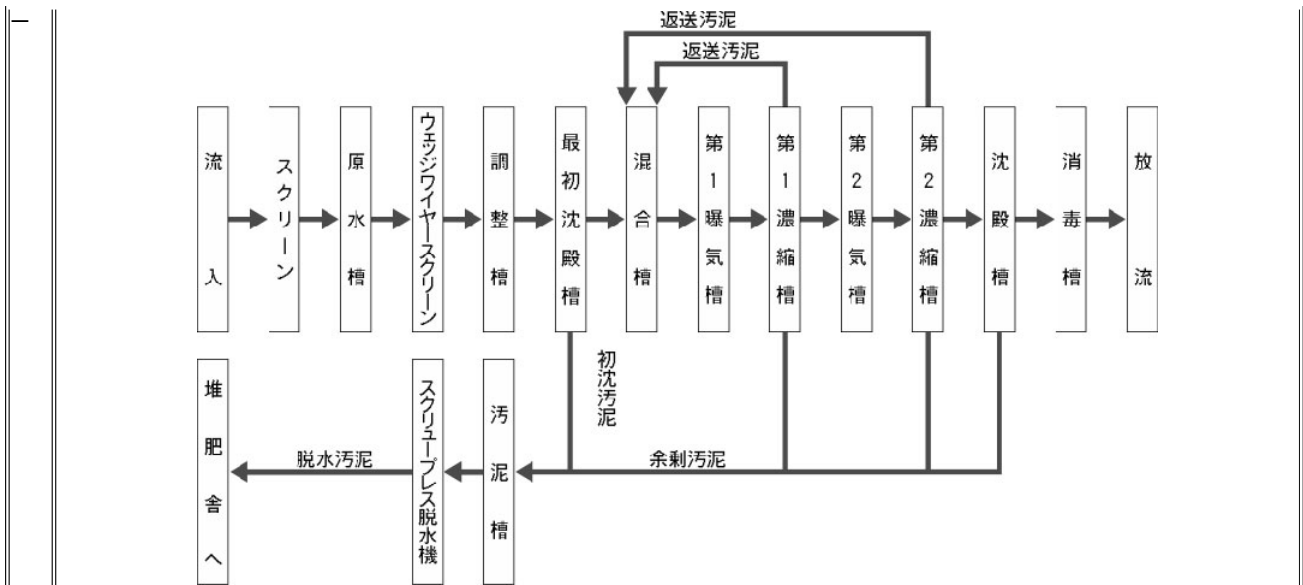 返送汚泥
返送汚泥
流入
スクリーン
原水槽
ウェッジワイヤースクリーン
調整槽
最初沈殿槽
混合槽
第1曝気槽
第1濃縮槽
第2曝気槽
第2濃縮槽
沈殿槽
消毒槽
放流
初沈汚泥
堆肥舎へ
脱水汚泥
スクリュープレス脱水機
汚泥槽
余剰汚泥